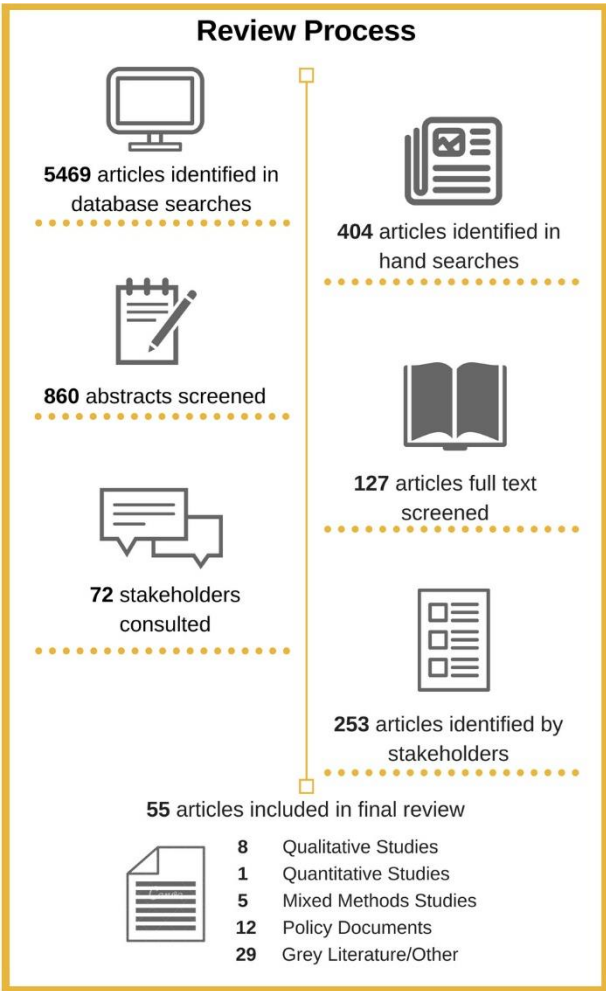 Review Process
5469 articles identified in
database searches
404 articles identified in
hand searches
860 abstracts screened
127 articles full text
screened
72 stakeholders
consulted
253 articles identified by
stakeholders
55 articles included in final review
8 Qualitative Studies
1 Quantitative Studies
5 Mixed Methods Studies
12 Policy Documents
29 Grey Literature/Other